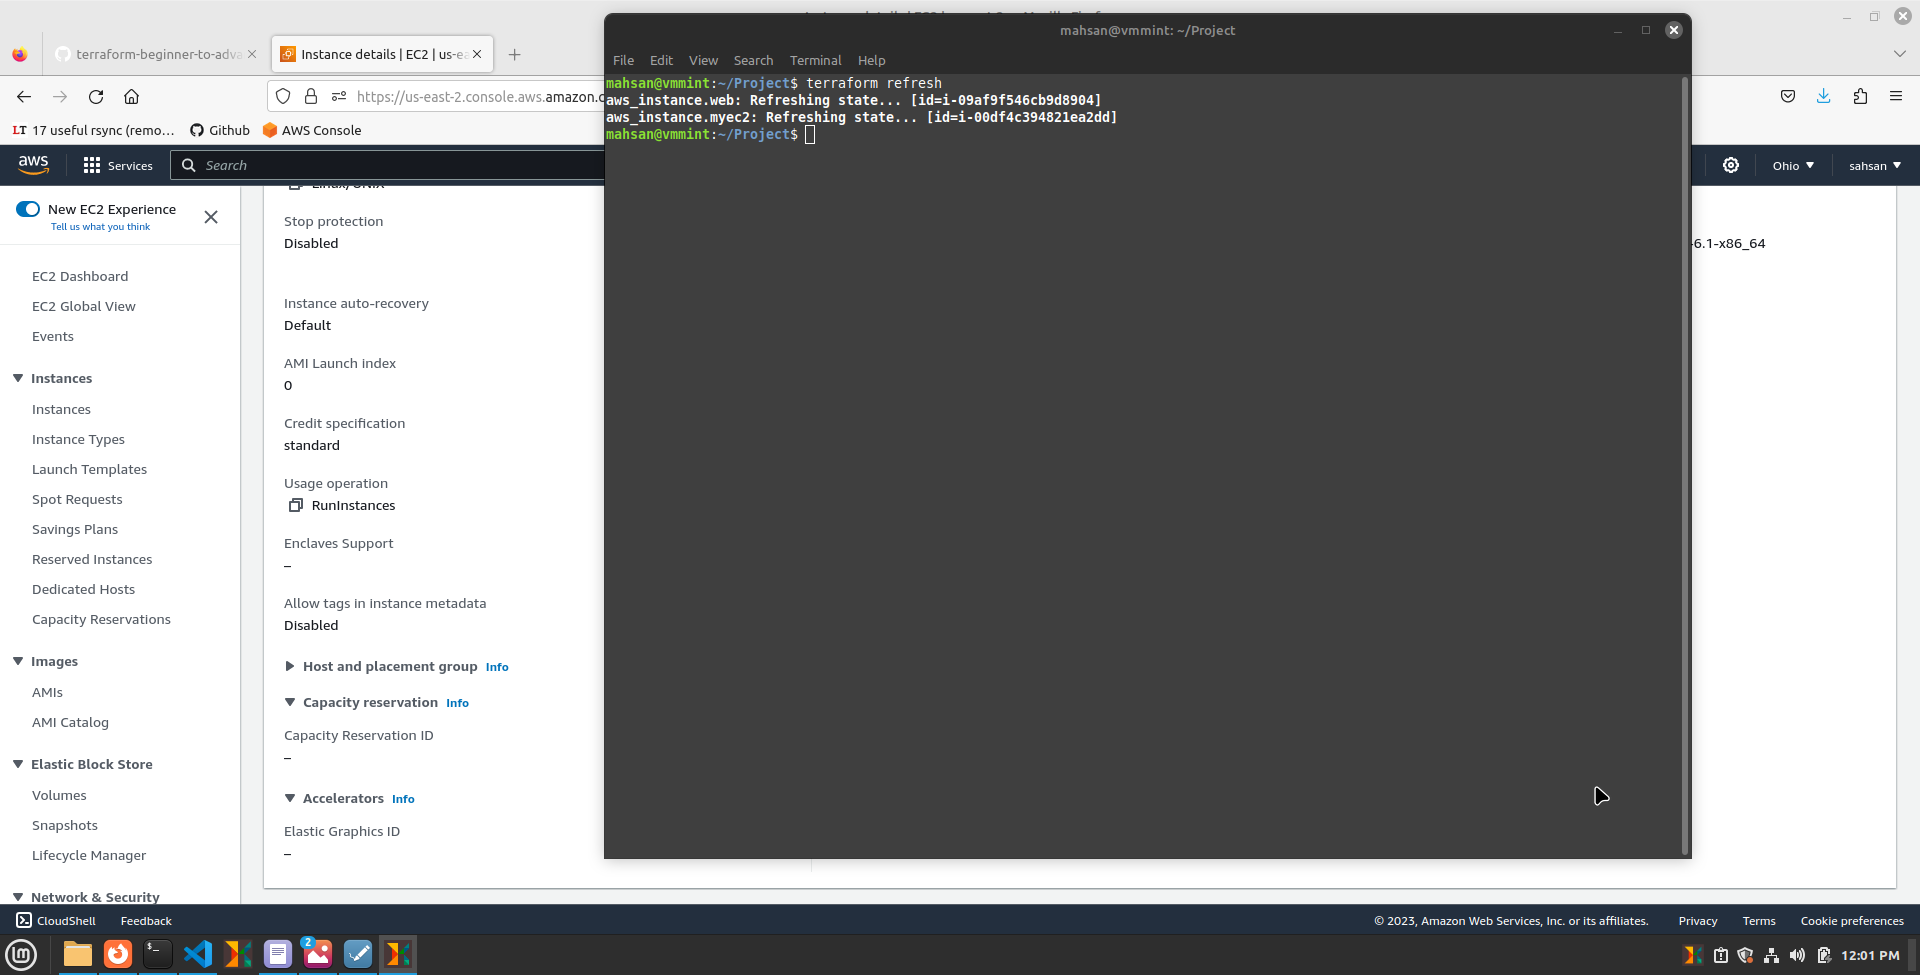 terraform-beginner-to-adva
Instance details | EC2 | us-ea
mahsan@vmmint: ~/Project
File Edit View Search Terminal Help
mahsan@vmmint:~/Project$ terraform refresh
aws_instance.web: Refreshing state... [id=i-09af9f546cb9d8904]
aws_instance.myec2: Refreshing state... [id=i-00df4c394821ea2dd]
mahsan@vmmint:~/Project$
https://us-east-2.console.aws.amazon.c
LT 17 useful rsync (remo…
Github
AWS Console
aws
Services
Search
Ohio
sahsan
New EC2 Experience
Tell us what you think
EC2 Dashboard
EC2 Global View
Events
Instances
Instances
Instance Types
Launch Templates
Spot Requests
Savings Plans
Reserved Instances
Dedicated Hosts
Capacity Reservations
Images
AMIs
AMI Catalog
Elastic Block Store
Volumes
Snapshots
Lifecycle Manager
Network & Security
Linux/UNIX
Stop protection
Disabled
-6.1-x86_64
Instance auto-recovery
Default
AMI Launch index
0
Credit specification
standard
Usage operation
RunInstances
Enclaves Support
–
Allow tags in instance metadata
Disabled
Host and placement group Info
Capacity reservation Info
Capacity Reservation ID
–
Accelerators Info
Elastic Graphics ID
–
CloudShell
Feedback
© 2023, Amazon Web Services, Inc. or its affiliates.
Privacy
Terms
Cookie preferences
2
12:01 PM